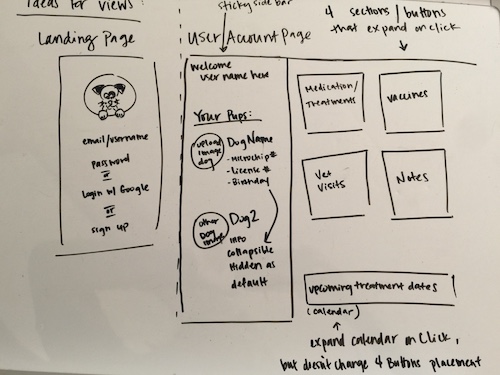 Ideas for Views:
Landing Page
email/username
password
or
Login w/ Google
or
sign up
sticky side bar
User/Account Page
Welcome
user name here
Your Pups:
upload
image
dog
Dog Name
- Microchip #
- License #
- Birthday
other
Dog
image
Dog 2
info
collapsible
Hidden as
default
4 sections/buttons
that expand on click
Medication/
Treatments
Vaccines
Vet
Visits
Notes
upcoming treatment dates
(calendar)
expand calendar on click,
but doesn't change 4 Buttons placement